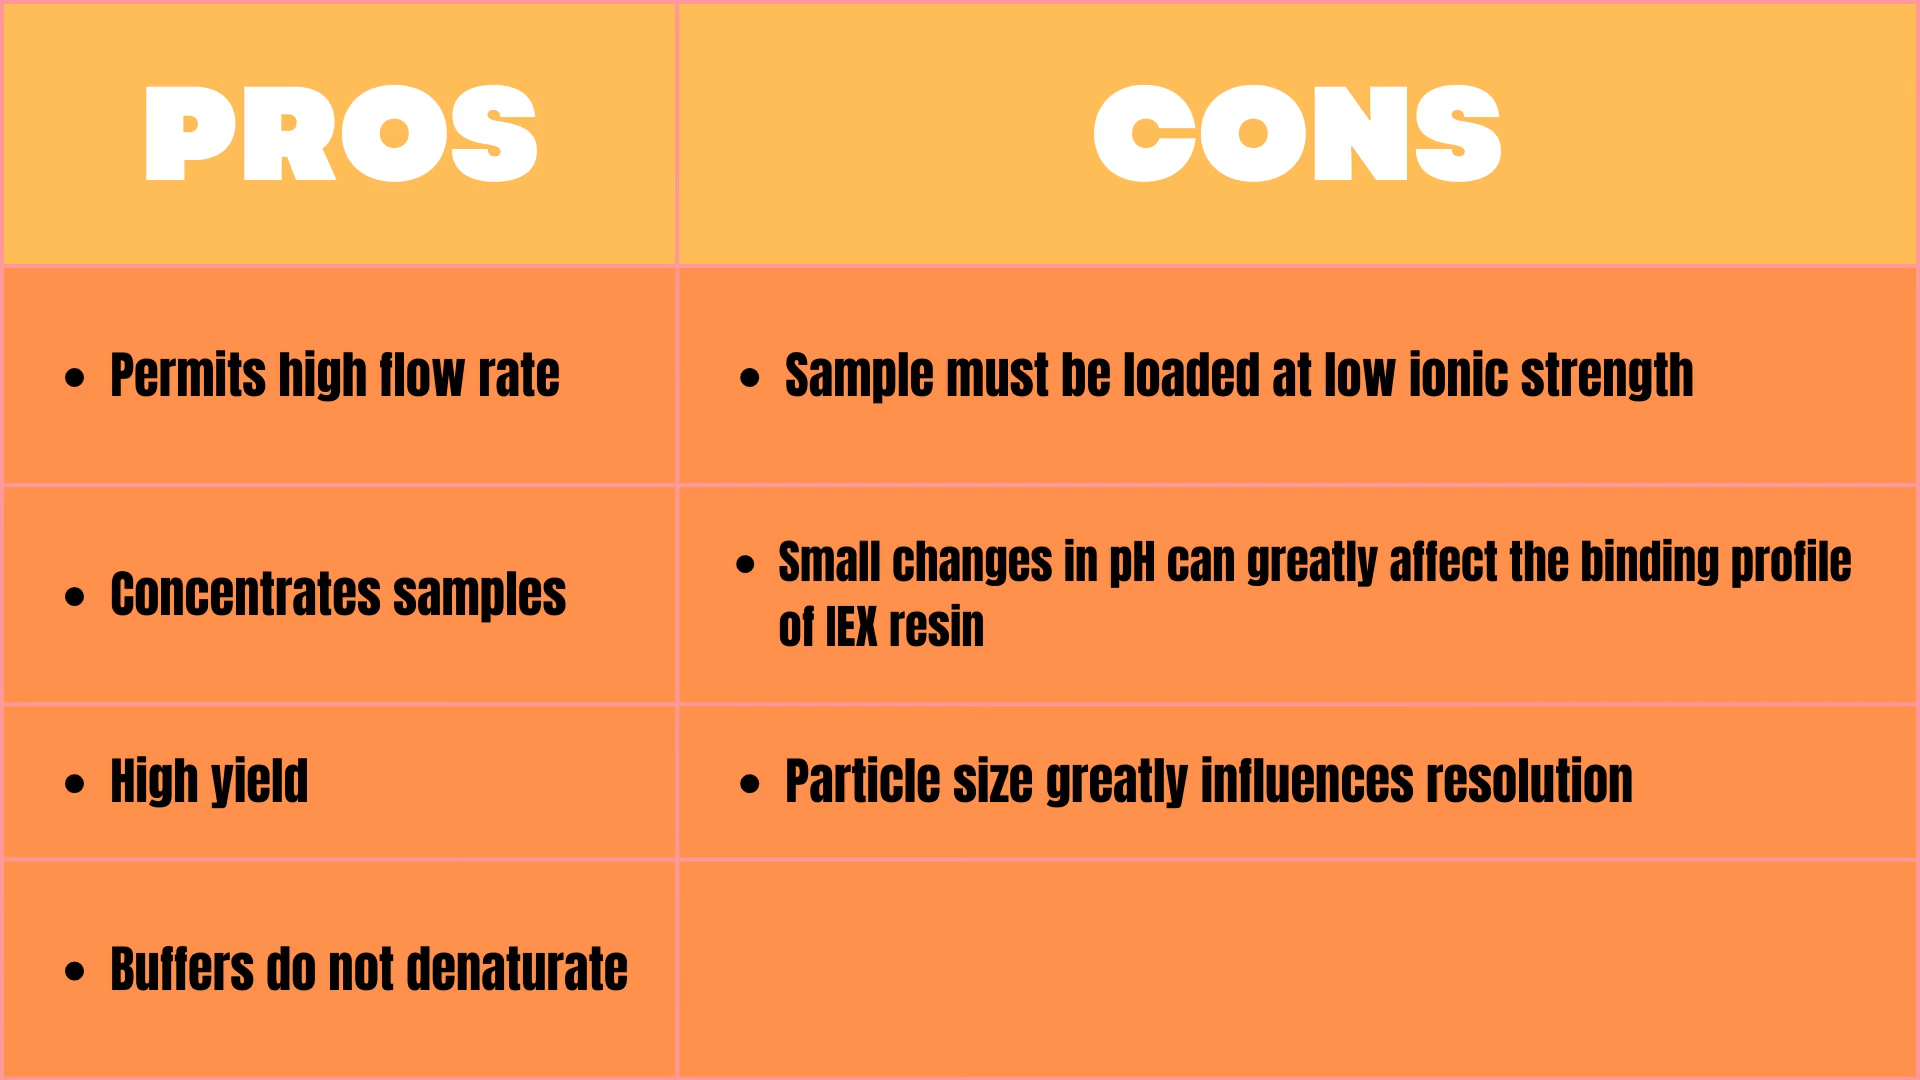 PROS
CONS
• Permits high flow rate
• Sample must be loaded at low ionic strength
• Concentrates samples
• Small changes in pH can greatly affect the binding profile
of IEX resin
• High yield
• Particle size greatly influences resolution
• Buffers do not denaturate